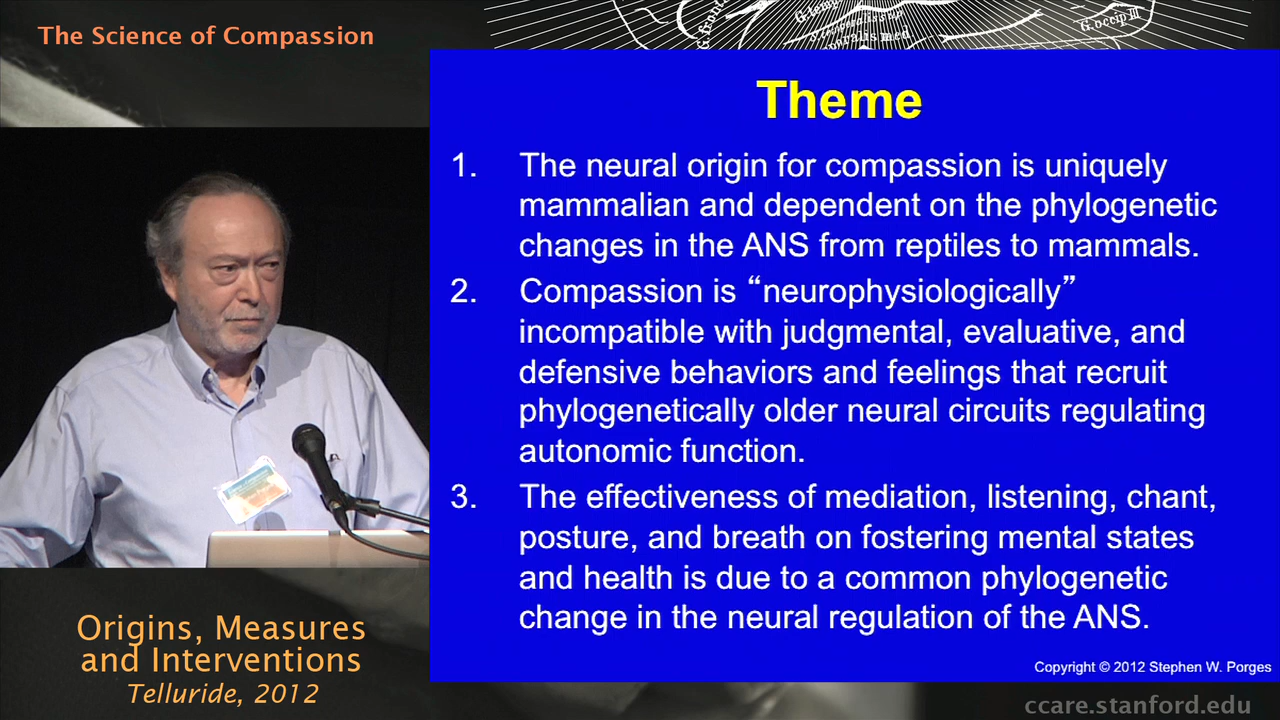 The Science of Compassion
G. front
G. temp
G. occip III
Theme
1. The neural origin for compassion is uniquely
mammalian and dependent on the phylogenetic
changes in the ANS from reptiles to mammals.
2. Compassion is “neurophysiologically”
incompatible with judgmental, evaluative, and
defensive behaviors and feelings that recruit
phylogenetically older neural circuits regulating
autonomic function.
3. The effectiveness of mediation, listening, chant,
posture, and breath on fostering mental states
and health is due to a common phylogenetic
change in the neural regulation of the ANS.
Copyright © 2012 Stephen W. Porges
Origins, Measures
and Interventions
Telluride, 2012
ccare.stanford.edu